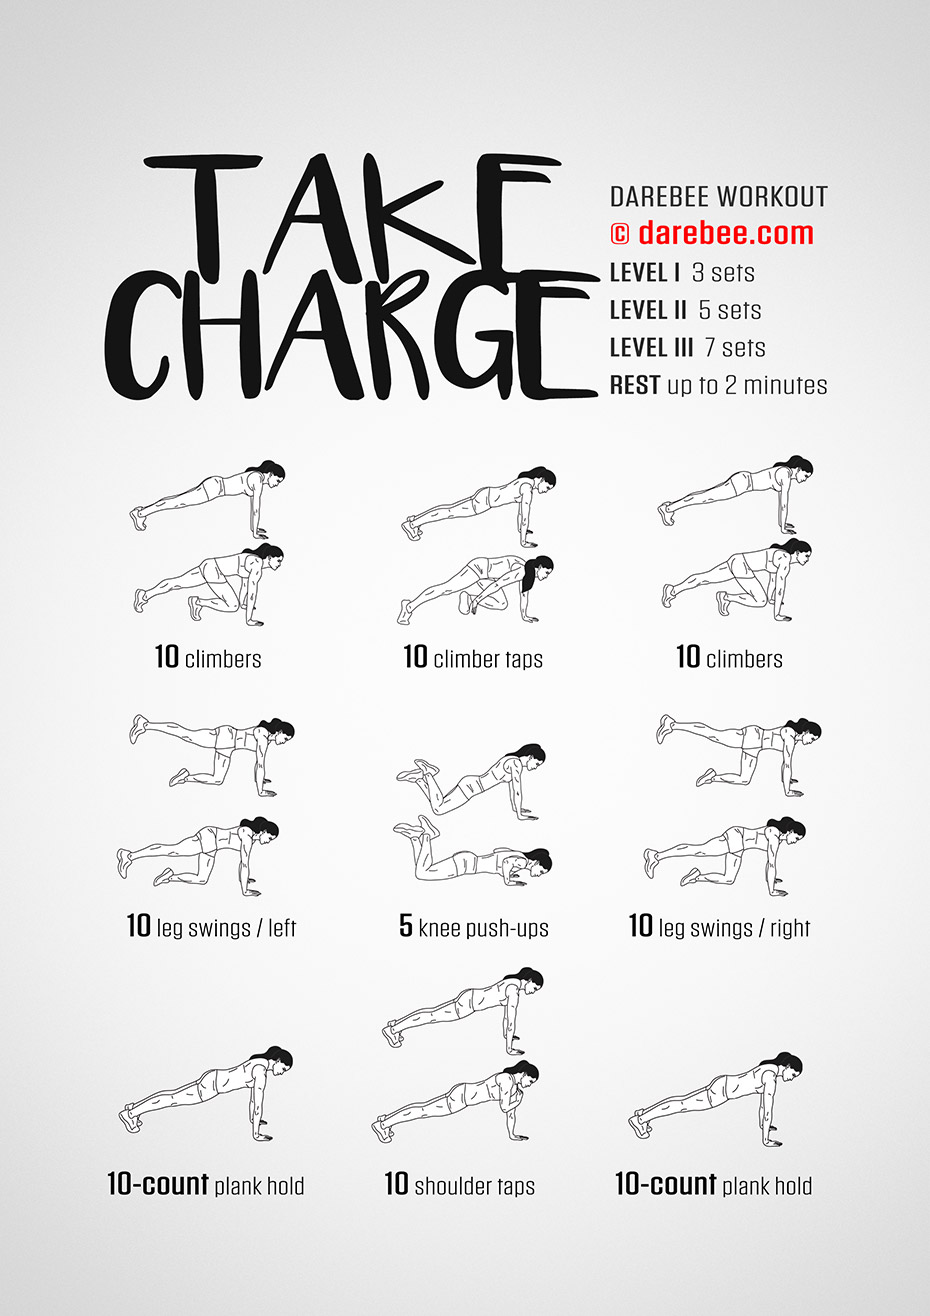 TAKE
CHARGE
DAREBEE WORKOUT
© darebee.com
LEVEL I 3 sets
LEVEL II 5 sets
LEVEL III 7 sets
REST up to 2 minutes
10 climbers
10 climber taps
10 climbers
10 leg swings / left
5 knee push-ups
10 leg swings / right
10-count plank hold
10 shoulder taps
10-count plank hold